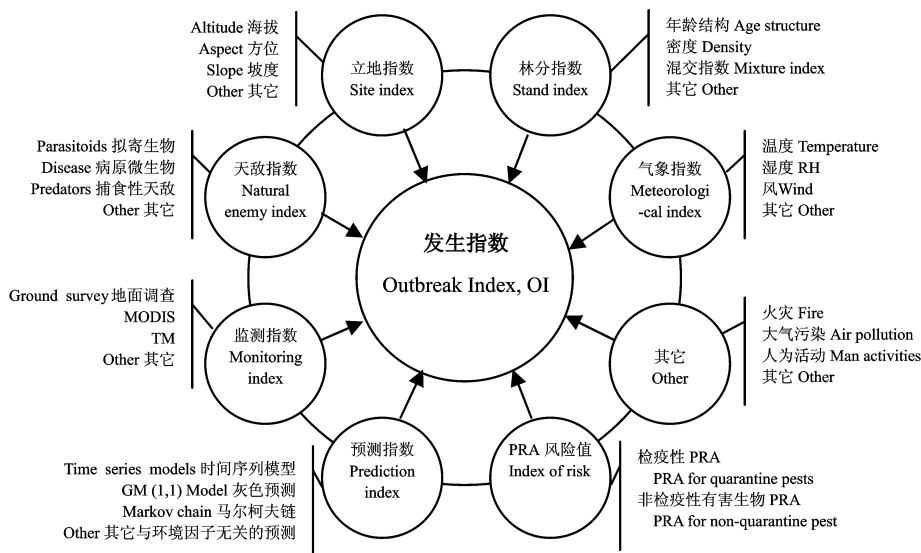 Altitude 海拔
Aspect 方位
Slope 坡度
Other 其它
立地指数
Site index
林分指数
Stand index
年龄结构 Age structure
密度 Density
混交指数 Mixture index
其它 Other
Parasitoids 拟寄生物
Disease 病原微生物
Predators 捕食性天敌
Other 其它
天敌指数
Natural
enemy index
气象指数
Meteorologi
-cal index
温度 Temperature
湿度 RH
风Wind
其它 Other
发生指数
Outbreak Index, OI
Ground survey 地面调查
MODIS
TM
Other 其它
监测指数
Monitoring
index
其它
Other
火灾 Fire
大气污染 Air pollution
人为活动 Man activities
其它 Other
Time series models 时间序列模型
GM (1,1) Model 灰色预测
Markov chain 马尔柯夫链
Other 其它与环境因子无关的预测
预测指数
Prediction
index
PRA 风险值
Index of risk
检疫性 PRA
PRA for quarantine pests
非检疫性有害生物 PRA
PRA for non-quarantine pest